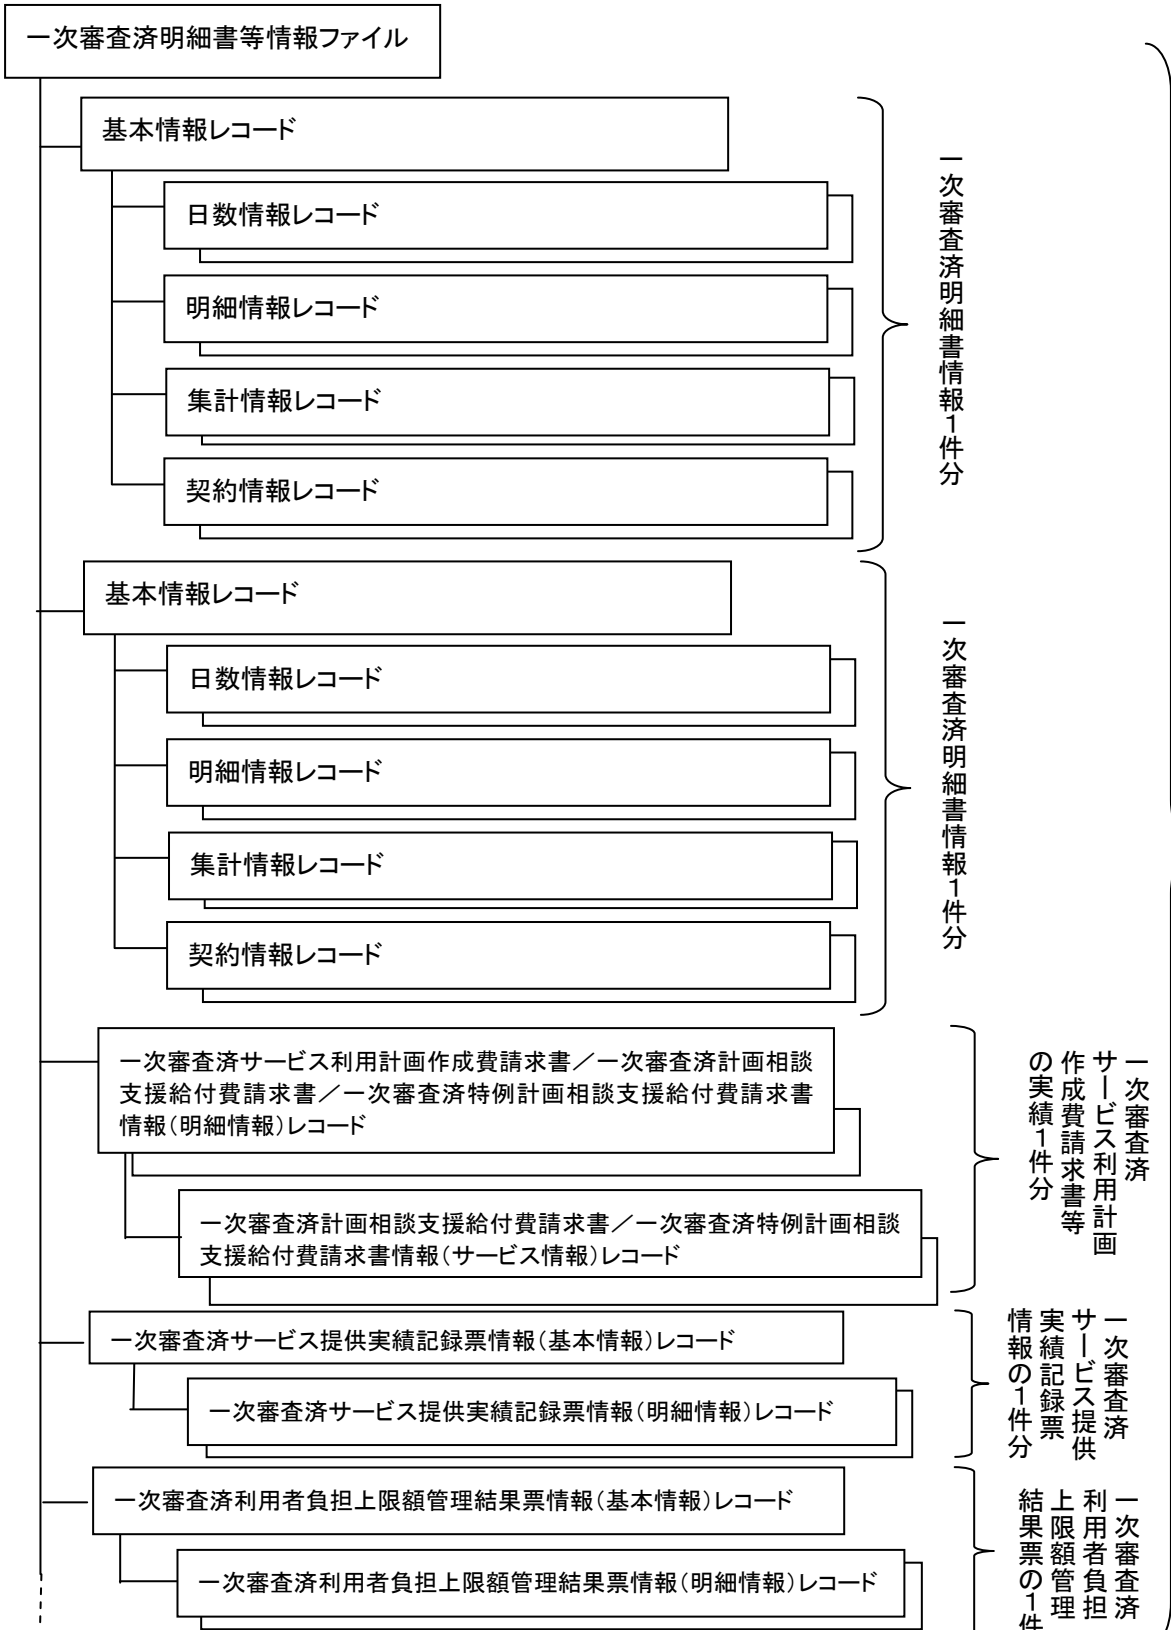 一次審査済明細書等情報ファイル
基本情報レコード
日数情報レコード
明細情報レコード
集計情報レコード
契約情報レコード
一次審査済明細書情報1件分
基本情報レコード
日数情報レコード
明細情報レコード
集計情報レコード
契約情報レコード
一次審査済明細書情報1件分
一次審査済サービス利用計画作成費請求書／一次審査済計画相談
支援給付費請求書／一次審査済特例計画相談支援給付費請求書
情報（明細情報）レコード
一次審査済計画相談支援給付費請求書／一次審査済特例計画相談
支援給付費請求書情報（サービス情報）レコード
一次審査済
サービス利用計画
作成費請求書等
の実績1件分
一次審査済サービス提供実績記録票情報（基本情報）レコード
一次審査済サービス提供実績記録票情報（明細情報）レコード
一次審査済
サービス提供
実績記録票
情報の1件分
一次審査済利用者負担上限額管理結果票情報（基本情報）レコード
一次審査済利用者負担上限額管理結果票情報（明細情報）レコード
一次審査済
利用者負担
上限額管理
結果票の1件